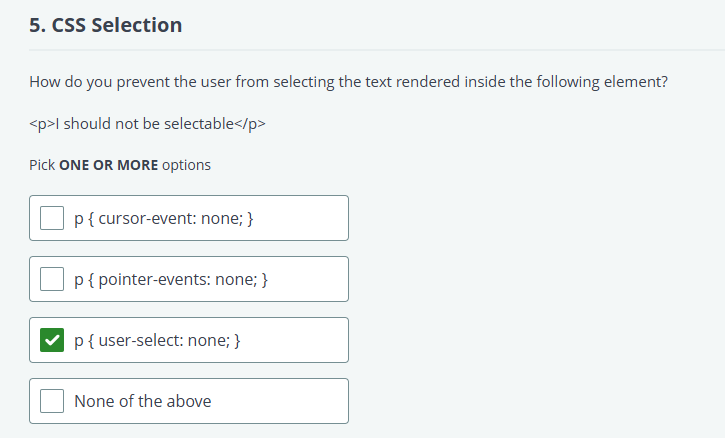 5. CSS Selection
How do you prevent the user from selecting the text rendered inside the following element?
<p>I should not be selectable</p>
Pick ONE OR MORE options
p { cursor-event: none; }
p { pointer-events: none; }
p { user-select: none; }
None of the above